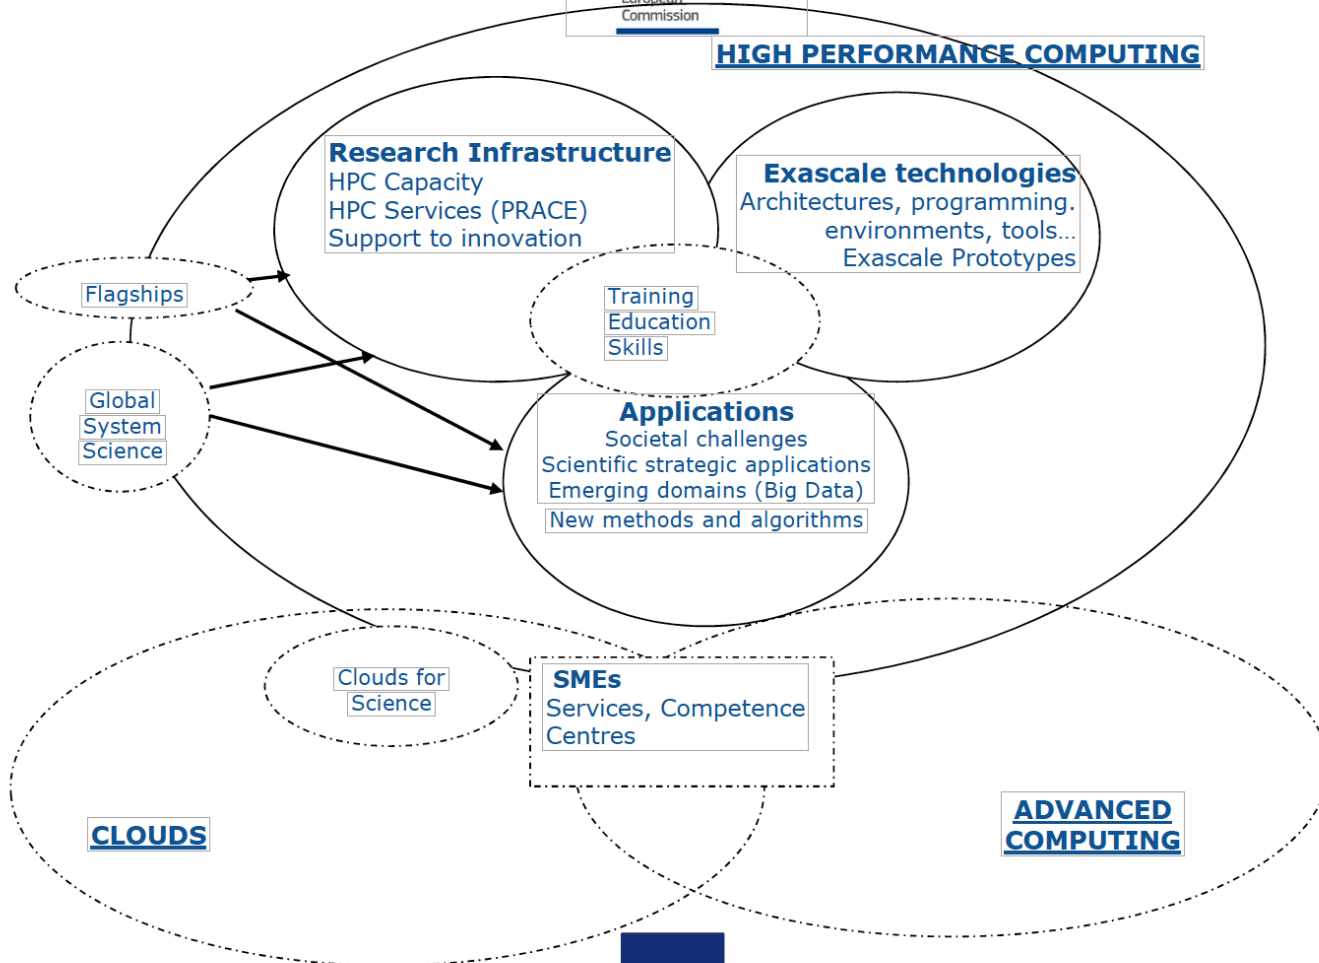 European
Commission
HIGH PERFORMANCE COMPUTING
Research Infrastructure
HPC Capacity
HPC Services (PRACE)
Support to innovation
Exascale technologies
Architectures, programming.
environments, tools...
Exascale Prototypes
Flagships
Training
Education
Skills
Global
System
Science
Applications
Societal challenges
Scientific strategic applications
Emerging domains (Big Data)
New methods and algorithms
Clouds for
Science
SMEs
Services, Competence
Centres
CLOUDS
ADVANCED
COMPUTING